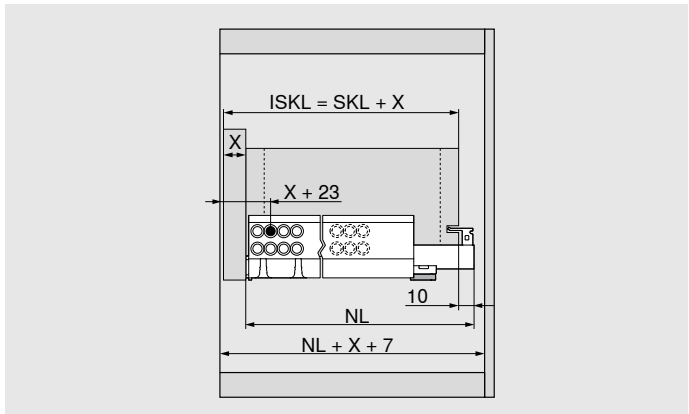 ISKL = SKL + X
X
X + 23
10
NL
NL + X + 7